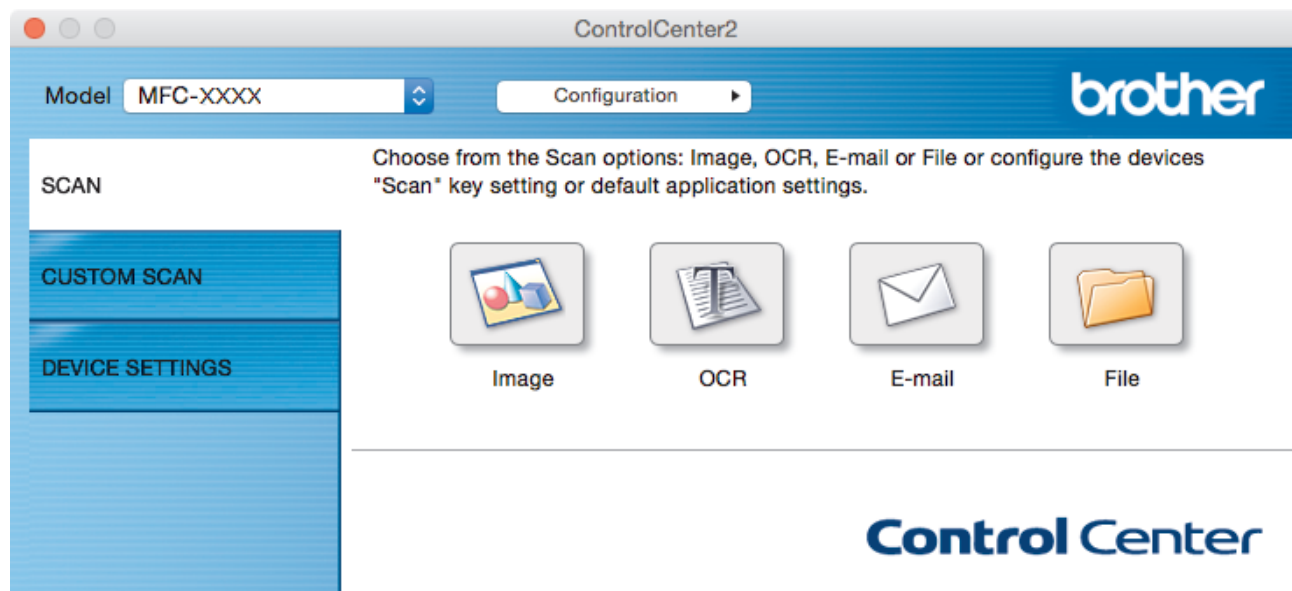 ControlCenter2
Model MFC-XXXX Configuration
brother
SCAN
CUSTOM SCAN
DEVICE SETTINGS
Choose from the Scan options: Image, OCR, E-mail or File or configure the devices
"Scan" key setting or default application settings.
Image OCR E-mail File
Control Center